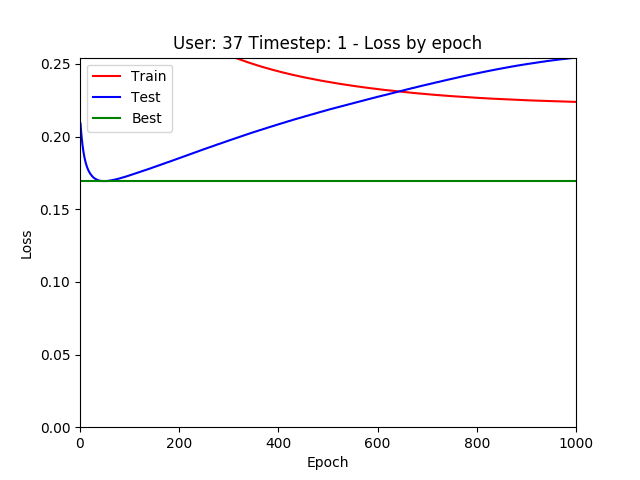 User: 37 Timestep: 1 - Loss by epoch
0.25
0.20
0.15
0.10
0.05
0.00
Loss
Train
Test
Best
0 200 400 600 800 1000
Epoch